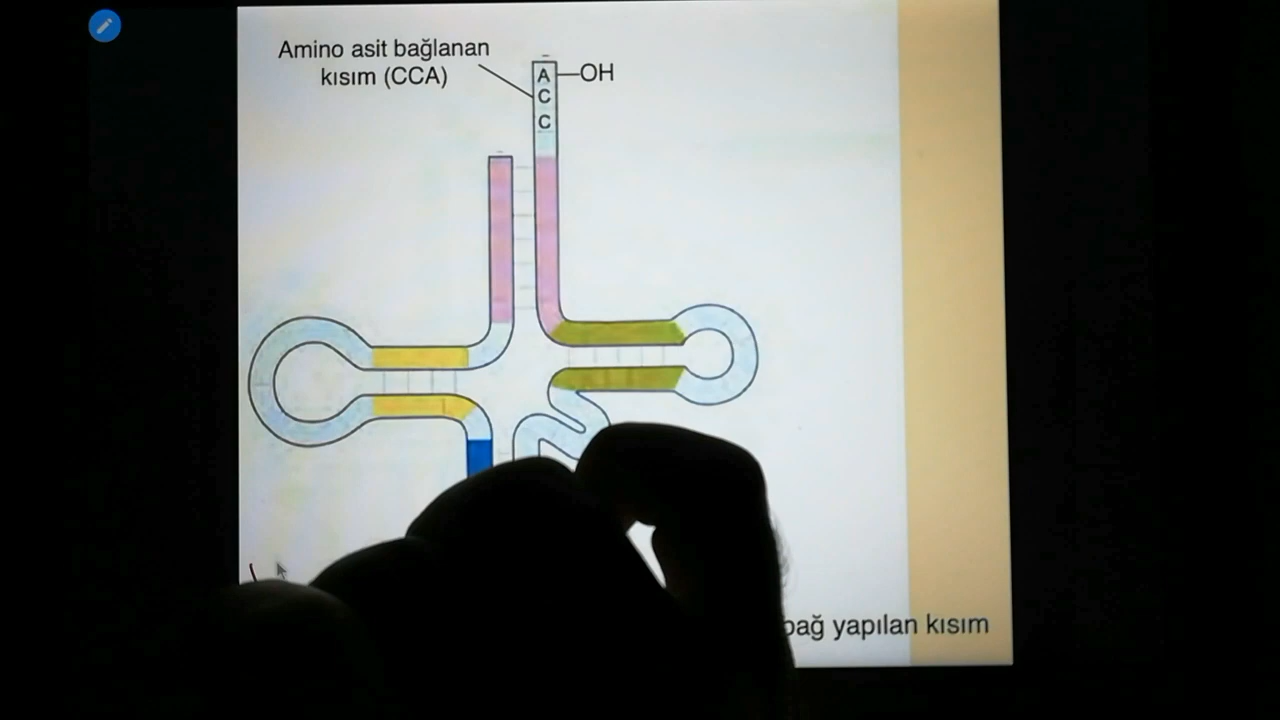 Amino asit bağlanan
kısım (CCA)
A
OH
C
C
bağ yapılan kısım